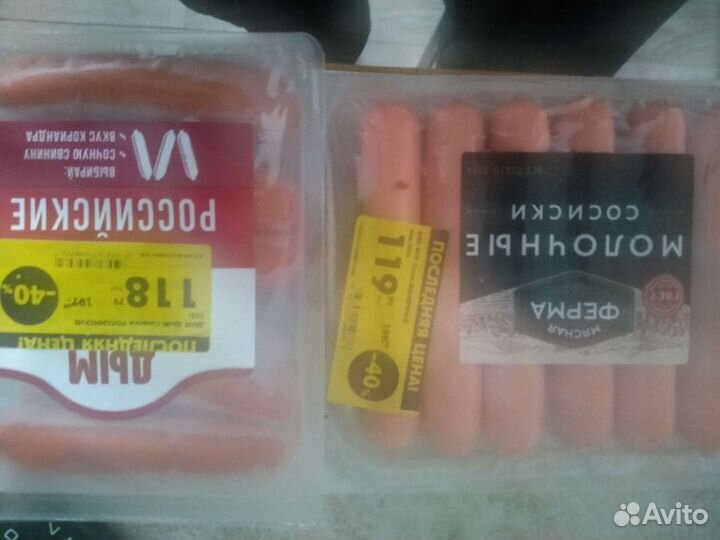 ДЫМ
ПОСЛЕДНЯЯ ЦЕНА!
118 79
-40%
РОССИЙСКИЕ
ВЫБИРАЙ:
СОЧНУЮ СВИНИНУ
ВКУС КОРИАНДРА
ПОСЛЕДНЯЯ ЦЕНА!
119
-40%
МЯСНАЯ
ФЕРМА
ГОСТ
МОЛОЧНЫЕ
СОСИСКИ
Avito